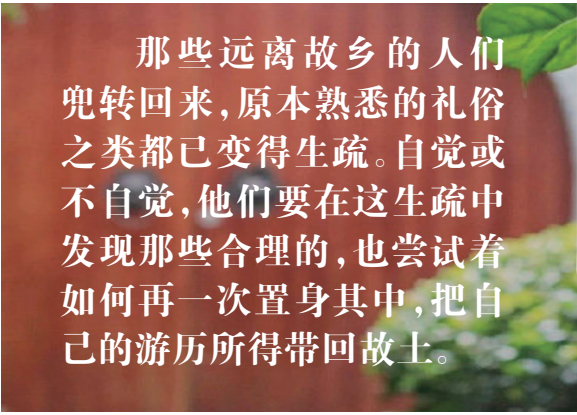 那些远离故乡的人们
兜转回来，原本熟悉的礼俗
之类都已变得生疏。自觉或
不自觉，他们要在这生疏中
发现那些合理的，也尝试着
如何再一次置身其中，把自
己的游历所得带回故土。